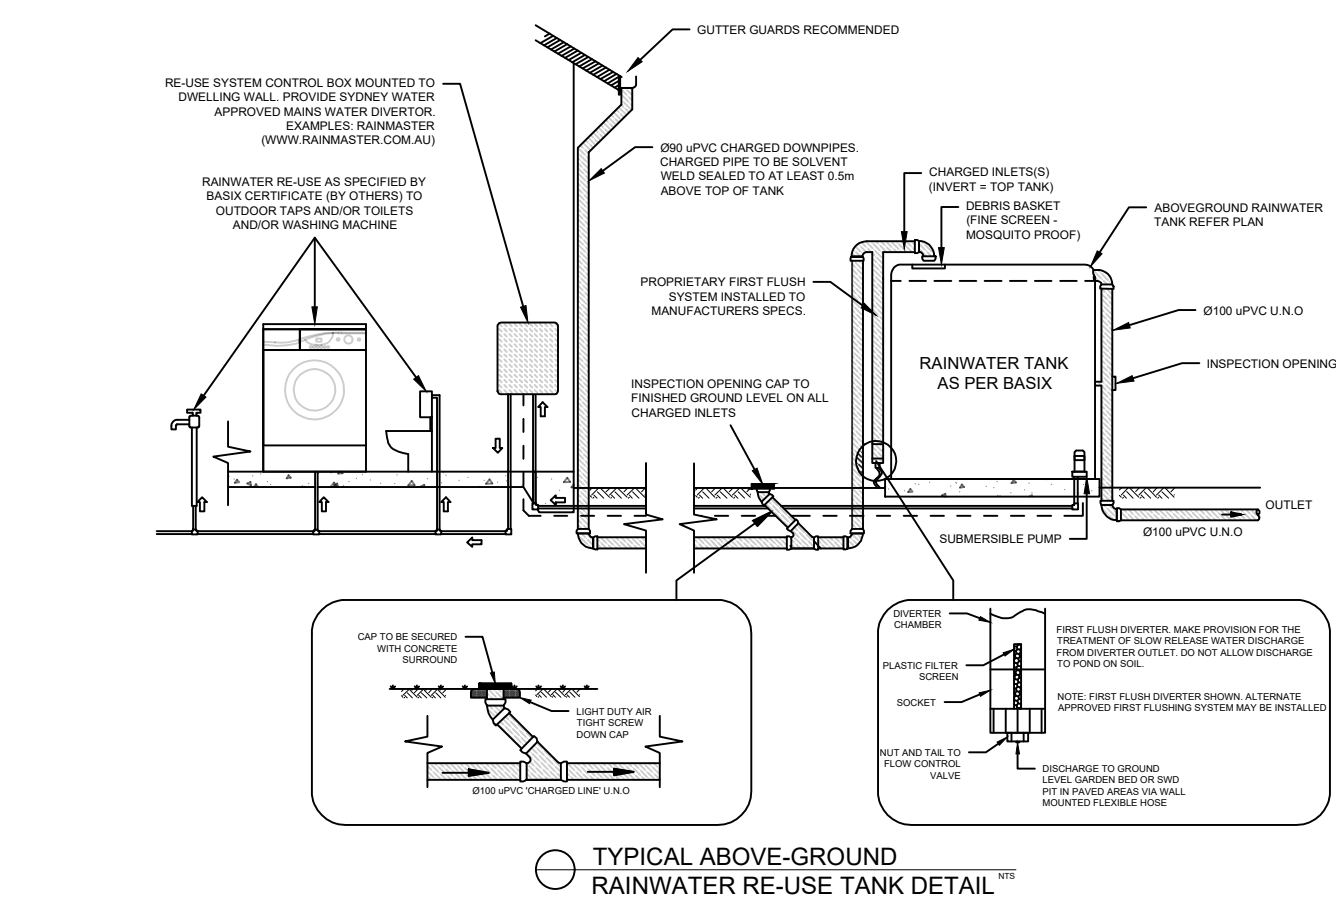 GUTTER GUARDS RECOMMENDED
RE-USE SYSTEM CONTROL BOX MOUNTED TO
DWELLING WALL. PROVIDE SYDNEY WATER
APPROVED MAINS WATER DIVERTOR.
EXAMPLES: RAINMASTER
(WWW.RAINMASTER.COM.AU)
Ø90 uPVC CHARGED DOWNPIPES.
CHARGED PIPE TO BE SOLVENT
WELD SEALED TO AT LEAST 0.5m
ABOVE TOP OF TANK
RAINWATER RE-USE AS SPECIFIED BY
BASIX CERTIFICATE (BY OTHERS) TO
OUTDOOR TAPS AND/OR TOILETS
AND/OR WASHING MACHINE
CHARGED INLETS(S)
(INVERT = TOP TANK)
DEBRIS BASKET
(FINE SCREEN -
MOSQUITO PROOF)
ABOVEGROUND RAINWATER
TANK REFER PLAN
PROPRIETARY FIRST FLUSH
SYSTEM INSTALLED TO
MANUFACTURERS SPECS.
Ø100 uPVC U.N.O
INSPECTION OPENING
RAINWATER TANK
AS PER BASIX
INSPECTION OPENING CAP TO
FINISHED GROUND LEVEL ON ALL
CHARGED INLETS
OUTLET
Ø100 uPVC U.N.O
SUBMERSIBLE PUMP
CAP TO BE SECURED
WITH CONCRETE
SURROUND
LIGHT DUTY AIR
TIGHT SCREW
DOWN CAP
Ø100 uPVC 'CHARGED LINE' U.N.O
DIVERTER
CHAMBER
PLASTIC FILTER
SCREEN
SOCKET
NUT AND TAIL TO
FLOW CONTROL
VALVE
FIRST FLUSH DIVERTER. MAKE PROVISION FOR THE
TREATMENT OF SLOW RELEASE WATER DISCHARGE
FROM DIVERTER OUTLET. DO NOT ALLOW DISCHARGE
TO POND ON SOIL.
NOTE: FIRST FLUSH DIVERTER SHOWN. ALTERNATE
APPROVED FIRST FLUSHING SYSTEM MAY BE INSTALLED
DISCHARGE TO GROUND
LEVEL GARDEN BED OR SWD
PIT IN PAVED AREAS VIA WALL
MOUNTED FLEXIBLE HOSE
TYPICAL ABOVE-GROUND
RAINWATER RE-USE TANK DETAIL NTS